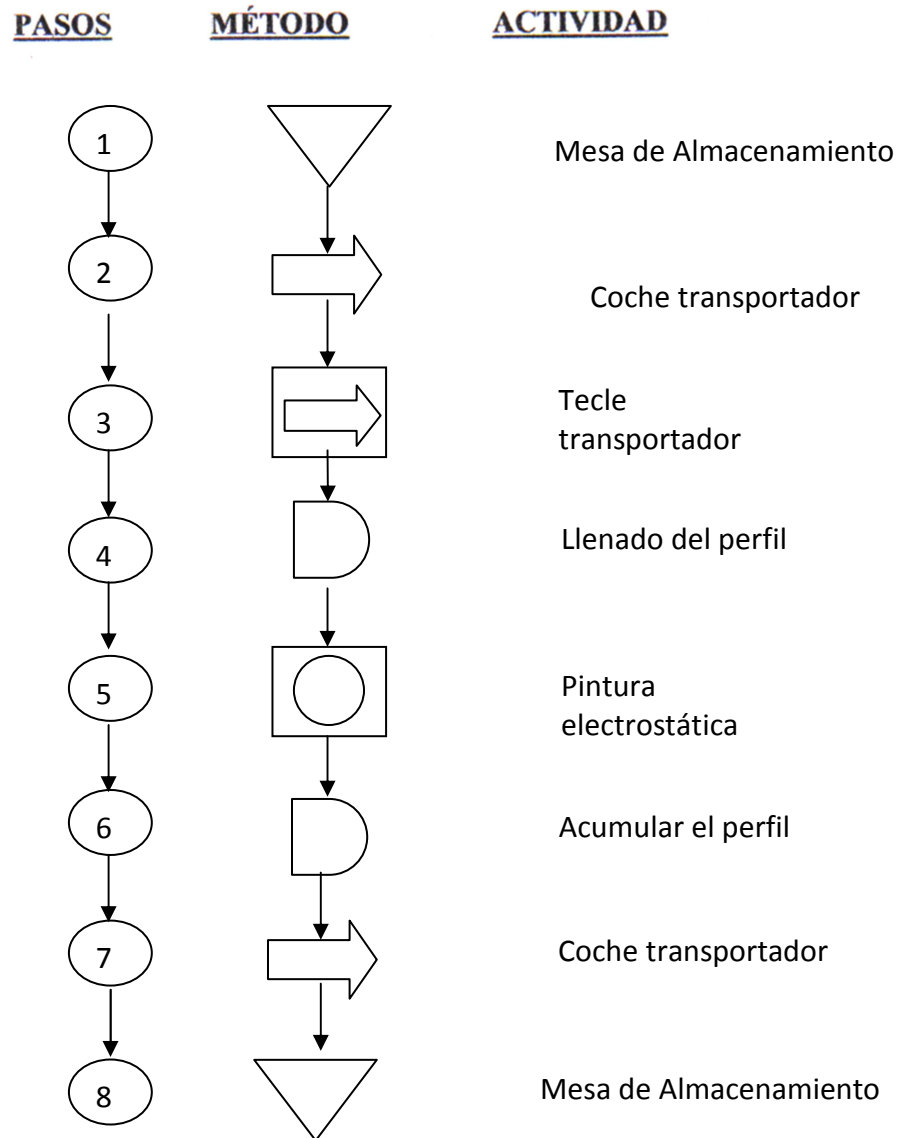 PASOS MÉTODO ACTIVIDAD
1 Mesa de Almacenamiento
2 Coche transportador
3 Tecle
transportador
4 Llenado del perfil
5 Pintura
electrostática
6 Acumular el perfil
7 Coche transportador
8 Mesa de Almacenamiento